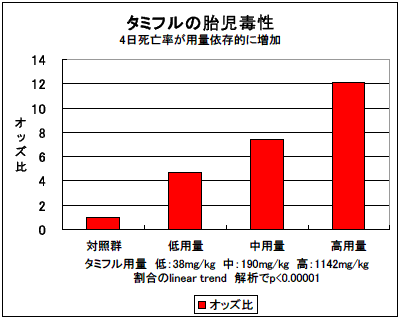 タミフルの胎児毒性
4日死亡率が用量依存的に増加
オッズ比
14
12
10
8
6
4
2
0
対照群 低用量 中用量 高用量
タミフル用量 低:38mg/kg 中:190mg/kg 高:1142mg/kg
割合のlinear trend 解析でp<0.00001
オッズ比